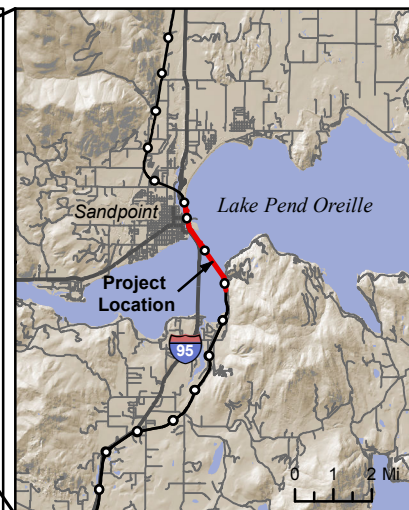 Sandpoint
Lake Pend Oreille
Project
Location
95
0 1 2 Mi